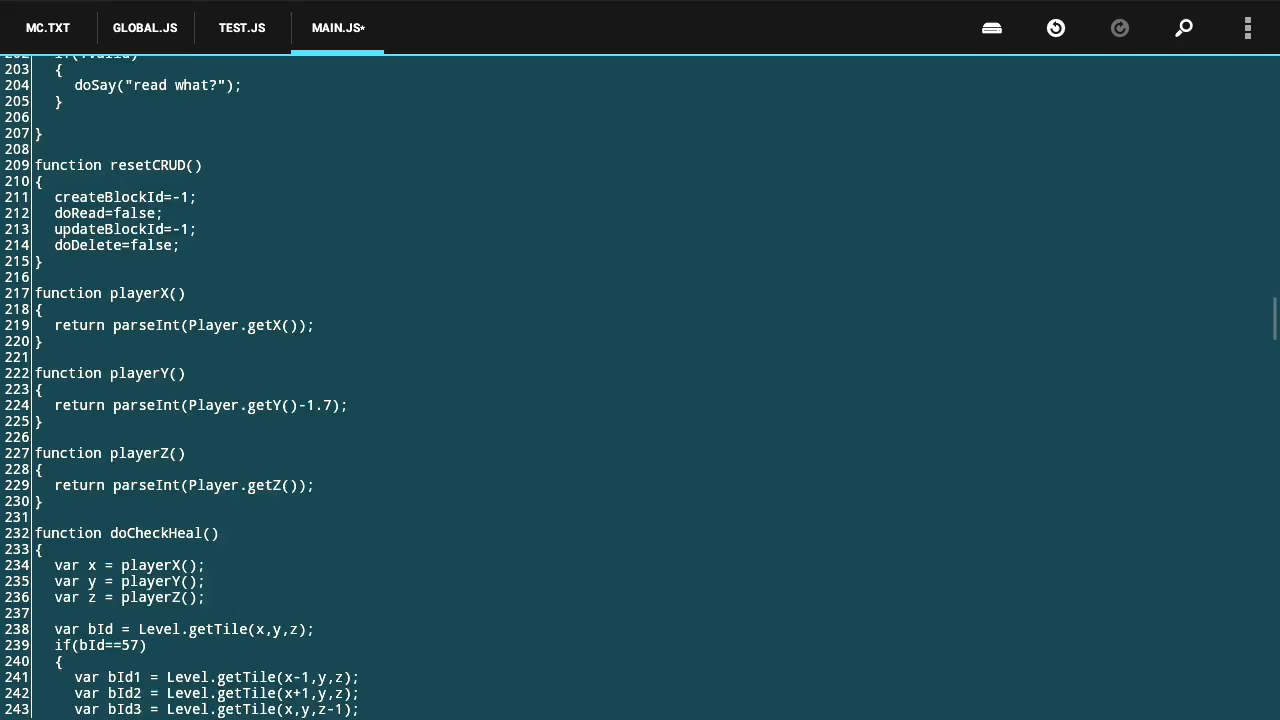 MC.TXT GLOBAL.JS TEST.JS MAIN.JS*
203 {
204 doSay("read what?");
205 }
206
207 }
208
209 function resetCRUD()
210 {
211 createBlockId=-1;
212 doRead=false;
213 updateBlockId=-1;
214 doDelete=false;
215 }
216
217 function playerX()
218 {
219 return parseInt(Player.getX());
220 }
221
222 function playerY()
223 {
224 return parseInt(Player.getY()-1.7);
225 }
226
227 function playerZ()
228 {
229 return parseInt(Player.getZ());
230 }
231
232 function doCheckHeal()
233 {
234 var x = playerX();
235 var y = playerY();
236 var z = playerZ();
237
238 var bId = Level.getTile(x,y,z);
239 if(bId==57)
240 {
241 var bId1 = Level.getTile(x-1,y,z);
242 var bId2 = Level.getTile(x+1,y,z);
243 var bId3 = Level.getTile(x,y,z-1);